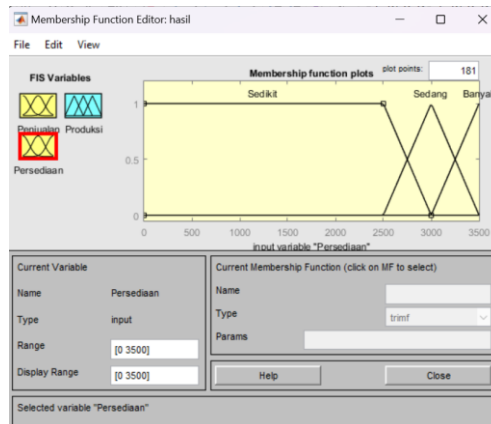 Membership Function Editor: hasil
File Edit View
FIS Variables
Penjualan Produksi
Persediaan
Membership function plots plot points: 181
Sedikit Sedang Banya
1
0.5
0
0 500 1000 1500 2000 2500 3000 3500
input variable "Persediaan"
Current Variable
Name Persediaan
Type input
Range [0 3500]
Display Range [0 3500]
Current Membership Function (click on MF to select)
Name
Type trimf
Params
Help Close
Selected variable "Persediaan"